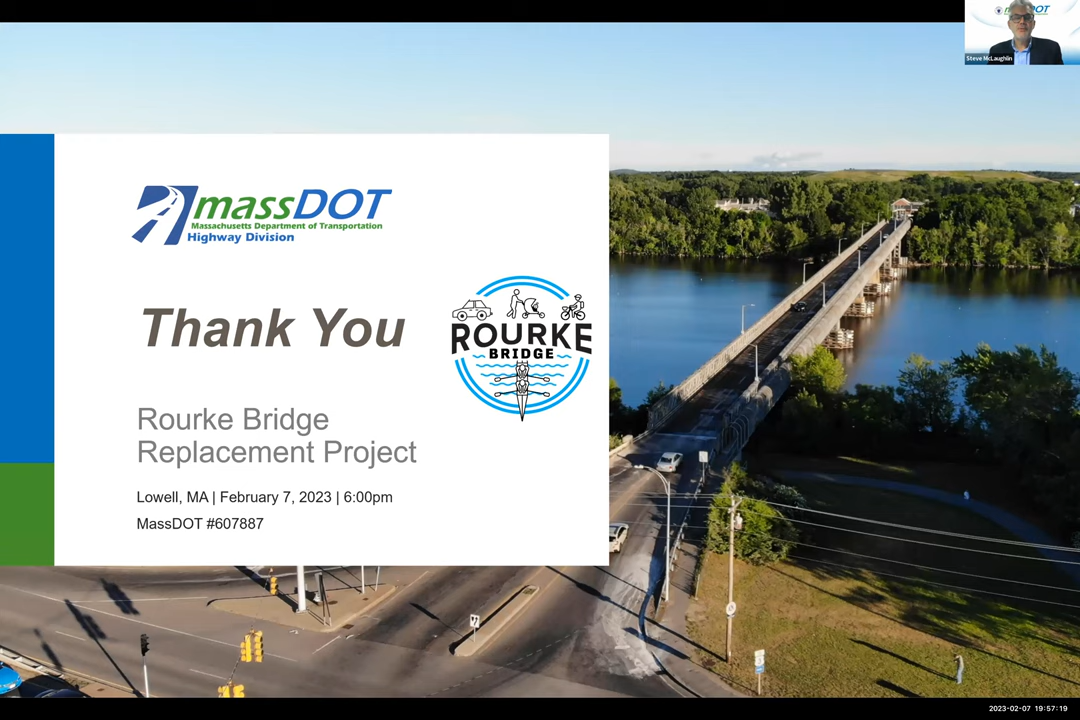 massDOT
Steve McLaughlin
massDOT
Massachusetts Department of Transportation
Highway Division
Thank You
ROURKE
BRIDGE
Rourke Bridge
Replacement Project
Lowell, MA | February 7, 2023 | 6:00pm
MassDOT #607887
2023-02-07 19:57:19